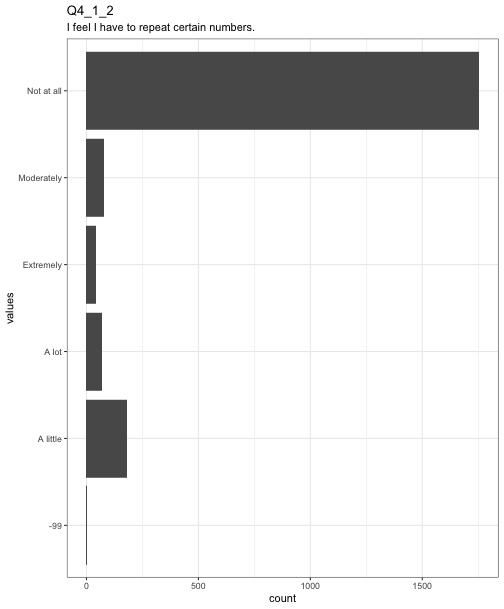 Q4_1_2
I feel I have to repeat certain numbers.
Not at all
Moderately
Extremely
A lot
A little
-99
values
0 500 1000 1500
count